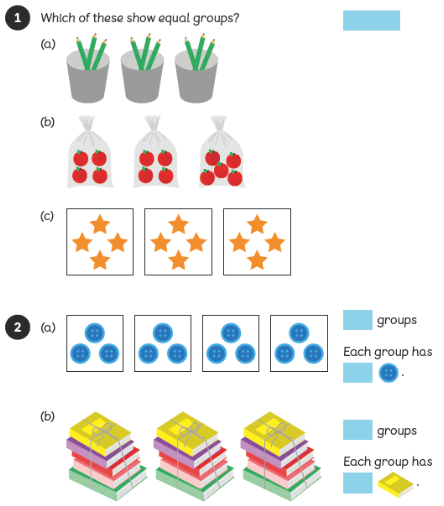 1 Which of these show equal groups?
(a)
(b)
(c)
2 (a)
groups
Each group has
.
(b)
groups
Each group has
.